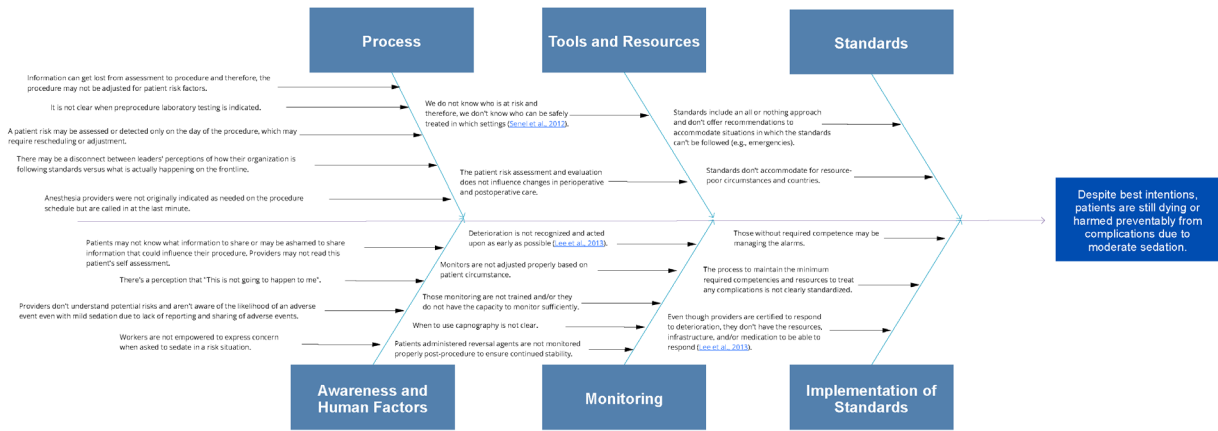 Process
Tools and Resources
Standards
Information can get lost from assessment to procedure and therefore, the
procedure may not be adjusted for patient risk factors.
It is not clear when preprocedure laboratory testing is indicated.
A patient risk may be assessed or detected only on the day of the procedure, which may
require rescheduling or adjustment.
There may be a disconnect between leaders' perceptions of how their organization is
following standards versus what is actually happening on the frontline.
Anesthesia providers were not originally indicated as needed on the procedure
schedule but are called in at the last minute.
We do not know who is at risk and
therefore, we don't know who can be safely
treated in which settings (Senel et al., 2012).
The patient risk assessment and evaluation
does not influence changes in perioperative
and postoperative care.
Standards include an all or nothing approach
and don't offer recommendations to
accommodate situations in which the standards
can't be followed (e.g., emergencies).
Standards don't accommodate for resource-
poor circumstances and countries.
Despite best intentions,
patients are still dying or
harmed preventably from
complications due to
moderate sedation.
Patients may not know what information to share or may be ashamed to share
information that could influence their procedure. Providers may not read this
patient's self assessment.
There's a perception that "This is not going to happen to me".
Providers don't understand potential risks and aren't aware of the likelihood of an adverse
event even with mild sedation due to lack of reporting and sharing of adverse events.
Workers are not empowered to express concern
when asked to sedate in a risk situation.
Deterioration is not recognized and acted
upon as early as possible (Lee et al., 2013).
Monitors are not adjusted properly based on
patient circumstance.
Those monitoring are not trained and/or they
do not have the capacity to monitor sufficiently.
When to use capnography is not clear.
Patients administered reversal agents are not monitored
properly post-procedure to ensure continued stability.
Those without required competence may be
managing the alarms.
The process to maintain the minimum
required competencies and resources to treat
any complications is not clearly standardized.
Even though providers are certified to respond
to deterioration, they don't have the resources,
infrastructure, and/or medication to be able to
respond (Lee et al., 2013).
Awareness and
Human Factors
Monitoring
Implementation of
Standards